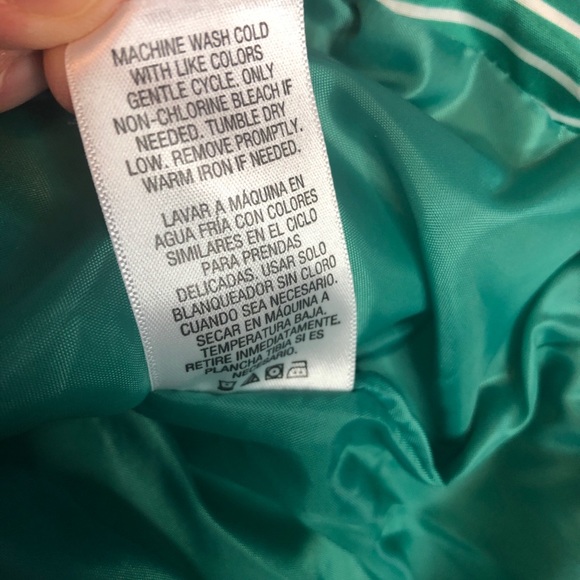 MACHINE WASH COLD
WITH LIKE COLORS
GENTLE CYCLE. ONLY
NON-CHLORINE BLEACH IF
NEEDED. TUMBLE DRY
LOW. REMOVE PROMPTLY.
WARM IRON IF NEEDED.
LAVAR A MÁQUINA EN
AGUA FRÍA CON COLORES
SIMILARES EN EL CICLO
PARA PRENDAS
DELICADAS. USAR SOLO
BLANQUEADOR SIN CLORO
CUANDO SEA NECESARIO.
SECAR EN MÁQUINA A
TEMPERATURA BAJA.
RETIRE INMEDIATAMENTE.
PLANCHA TIBIA SI ES
NECESARIO.